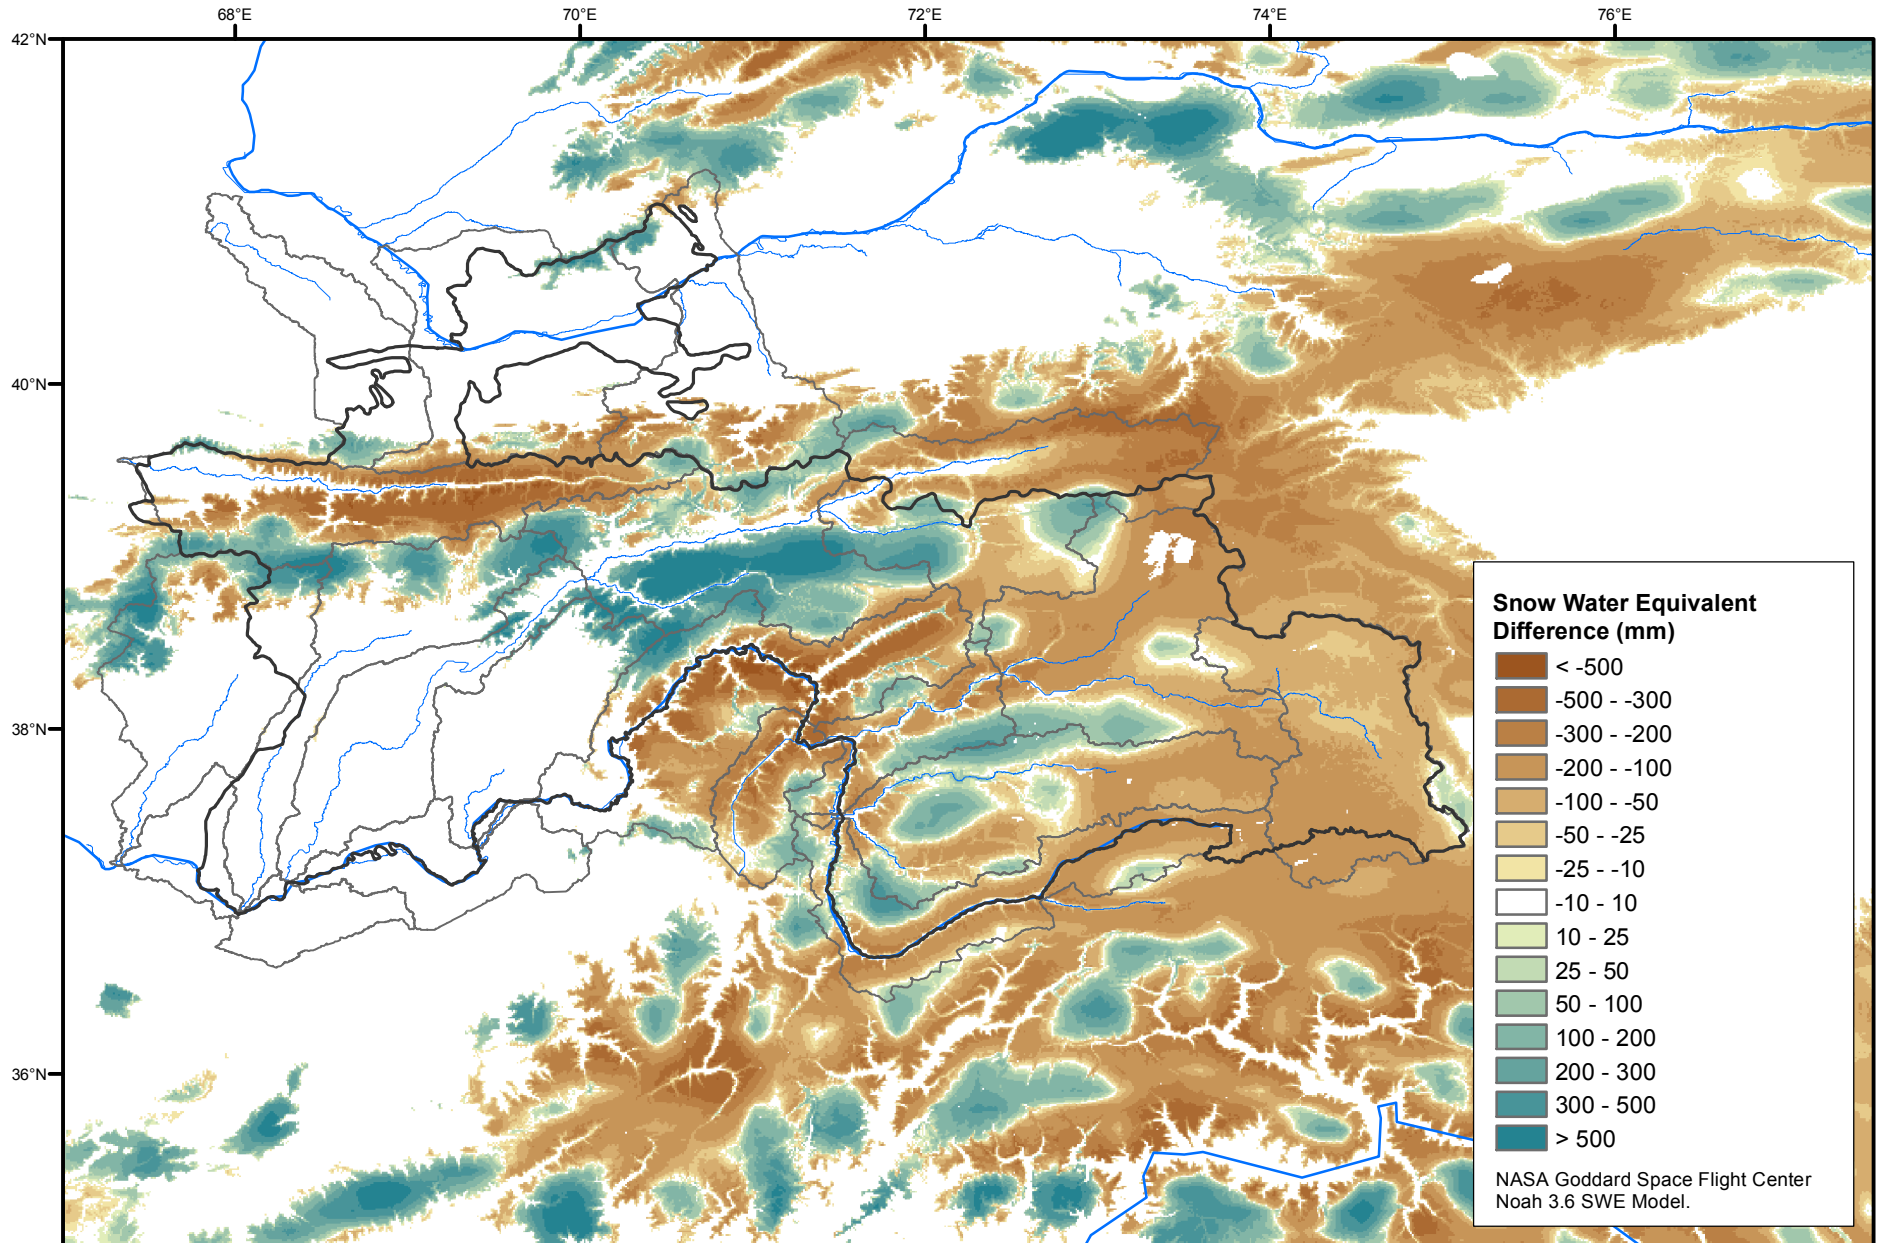 68°E 70°E 72°E 74°E 76°E
42°N
40°N
38°N
36°N
Snow Water Equivalent
Difference (mm)
< -500
-500 - -300
-300 - -200
-200 - -100
-100 - -50
-50 - -25
-25 - -10
-10 - 10
10 - 25
25 - 50
50 - 100
100 - 200
200 - 300
300 - 500
> 500
NASA Goddard Space Flight Center
Noah 3.6 SWE Model.